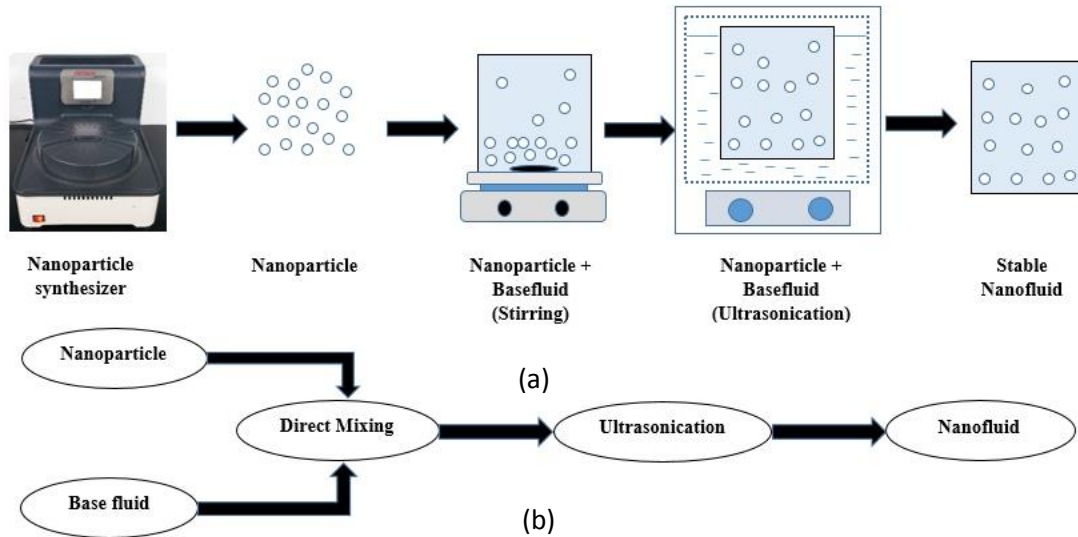 Nanoparticle
synthesizer
Nanoparticle
Nanoparticle +
Basefluid
(Stirring)
Nanoparticle +
Basefluid
(Ultrasonication)
Stable
Nanofluid
(a)
Nanoparticle
Direct Mixing
Ultrasonication
Nanofluid
Base fluid
(b)